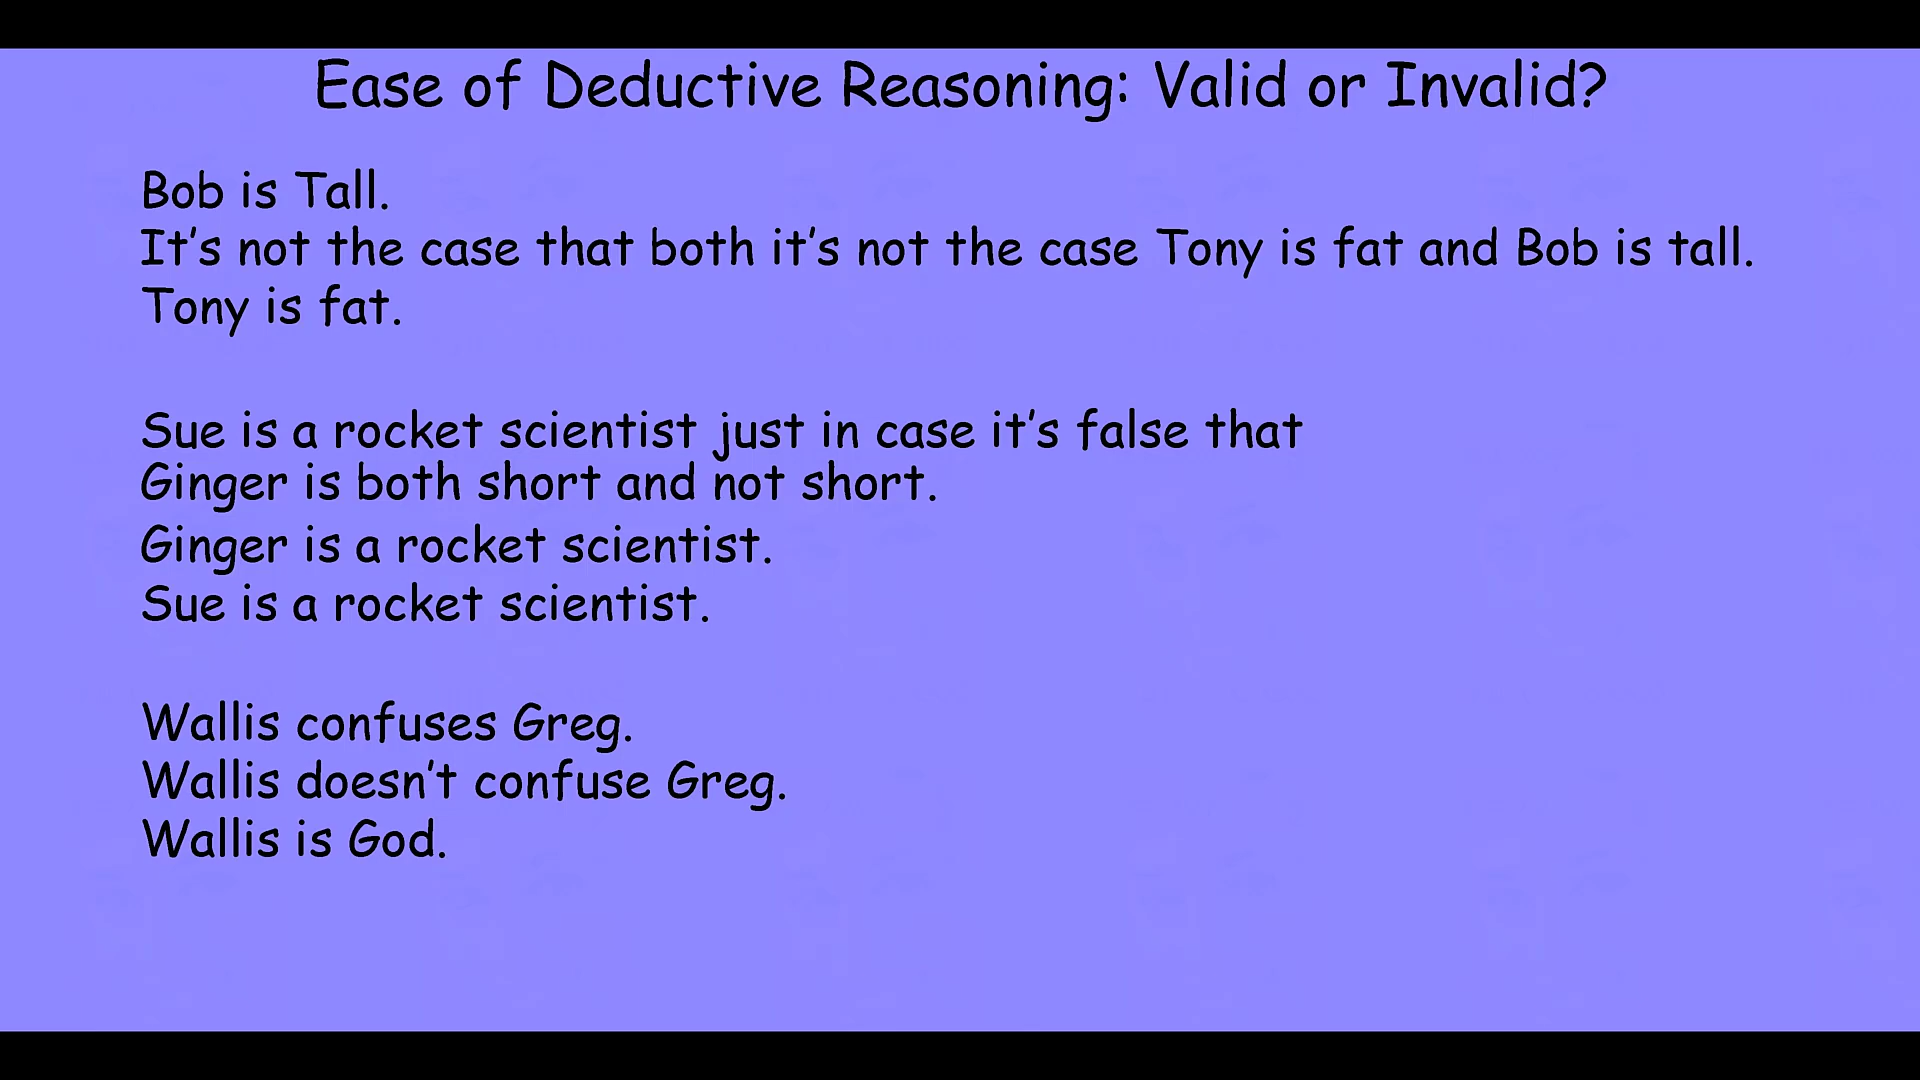 Ease of Deductive Reasoning: Valid or Invalid?
Bob is Tall.
It's not the case that both it's not the case Tony is fat and Bob is tall.
Tony is fat.
Sue is a rocket scientist just in case it's false that
Ginger is both short and not short.
Ginger is a rocket scientist.
Sue is a rocket scientist.
Wallis confuses Greg.
Wallis doesn't confuse Greg.
Wallis is God.